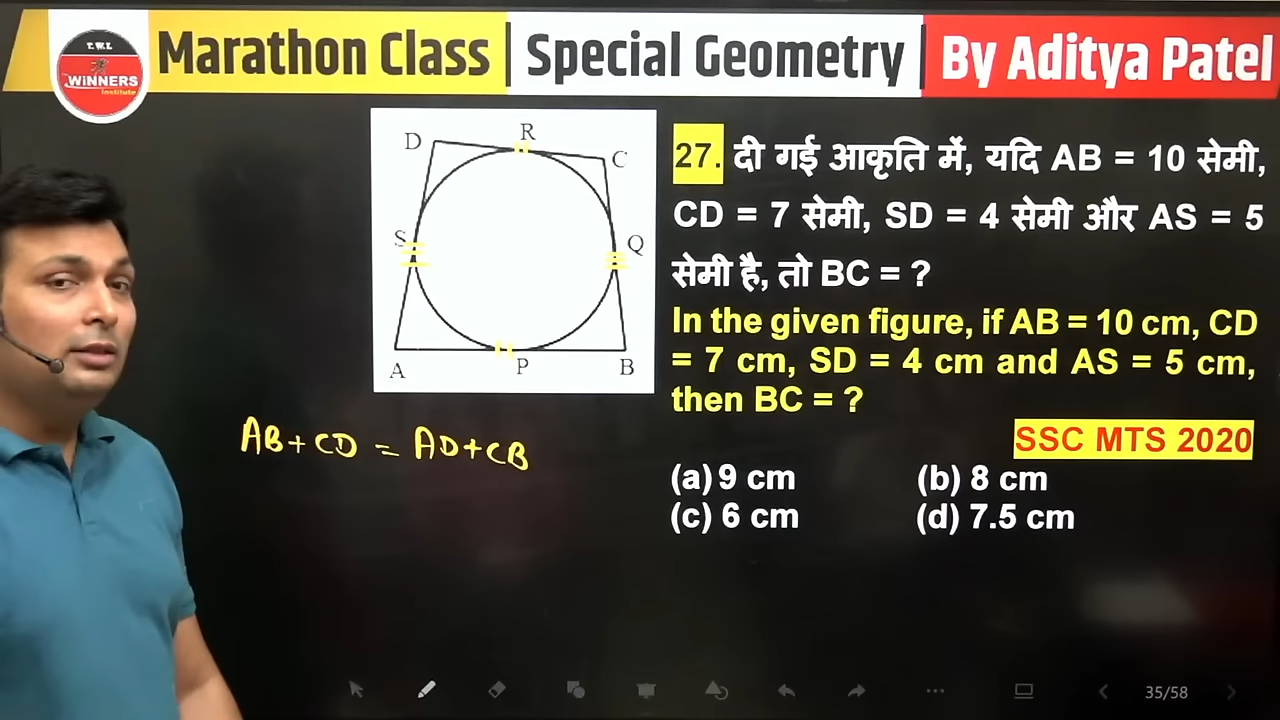 Marathon Class | Special Geometry | By Aditya Patel
T.W.I.
WINNERS
Institute
D
R
C
S
Q
A
P
B
27. दी गई आकृति में, यदि AB = 10 सेमी,
CD = 7 सेमी, SD = 4 सेमी और AS = 5
सेमी है, तो BC = ?
In the given figure, if AB = 10 cm, CD
= 7 cm, SD = 4 cm and AS = 5 cm,
then BC = ?
SSC MTS 2020
(a) 9 cm (b) 8 cm
(c) 6 cm (d) 7.5 cm
AB+CD = AD+CB
35/58